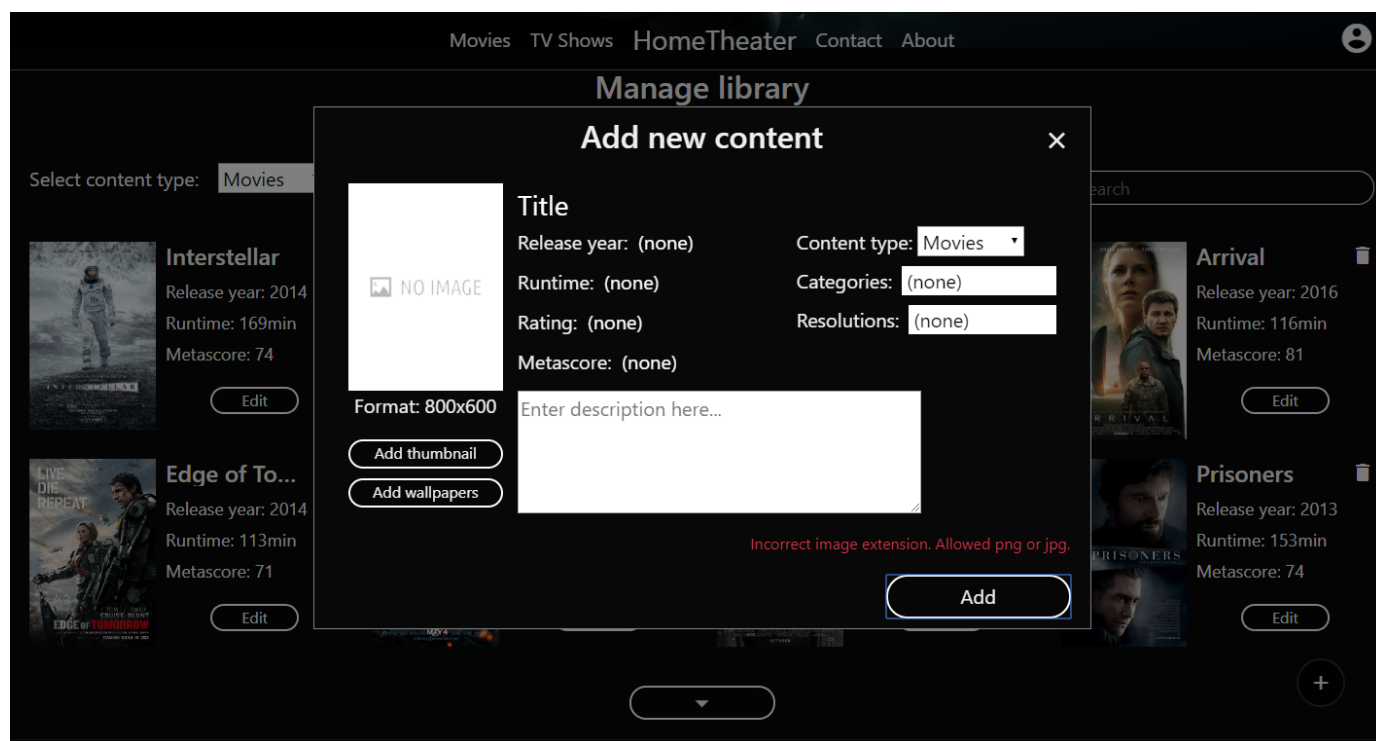 Movies TV Shows HomeTheater Contact About
Manage library
Add new content
×
Select content type: Movies
earch
NO IMAGE
Format: 800x600
Add thumbnail
Add wallpapers
Title
Release year: (none)
Runtime: (none)
Rating: (none)
Metascore: (none)
Content type: Movies
Categories: (none)
Resolutions: (none)
Enter description here...
Incorrect image extension. Allowed png or jpg.
Add
INTERSTELLAR
Interstellar
Release year: 2014
Runtime: 169min
Metascore: 74
Edit
ARRIVAL
Arrival
Release year: 2016
Runtime: 116min
Metascore: 81
Edit
LIVE
DIE
REPEAT
EDGE OF TOMORROW
Edge of To...
Release year: 2014
Runtime: 113min
Metascore: 71
Edit
MAY 4
OCTOBER
PRISONERS
Prisoners
Release year: 2013
Runtime: 153min
Metascore: 74
Edit
+